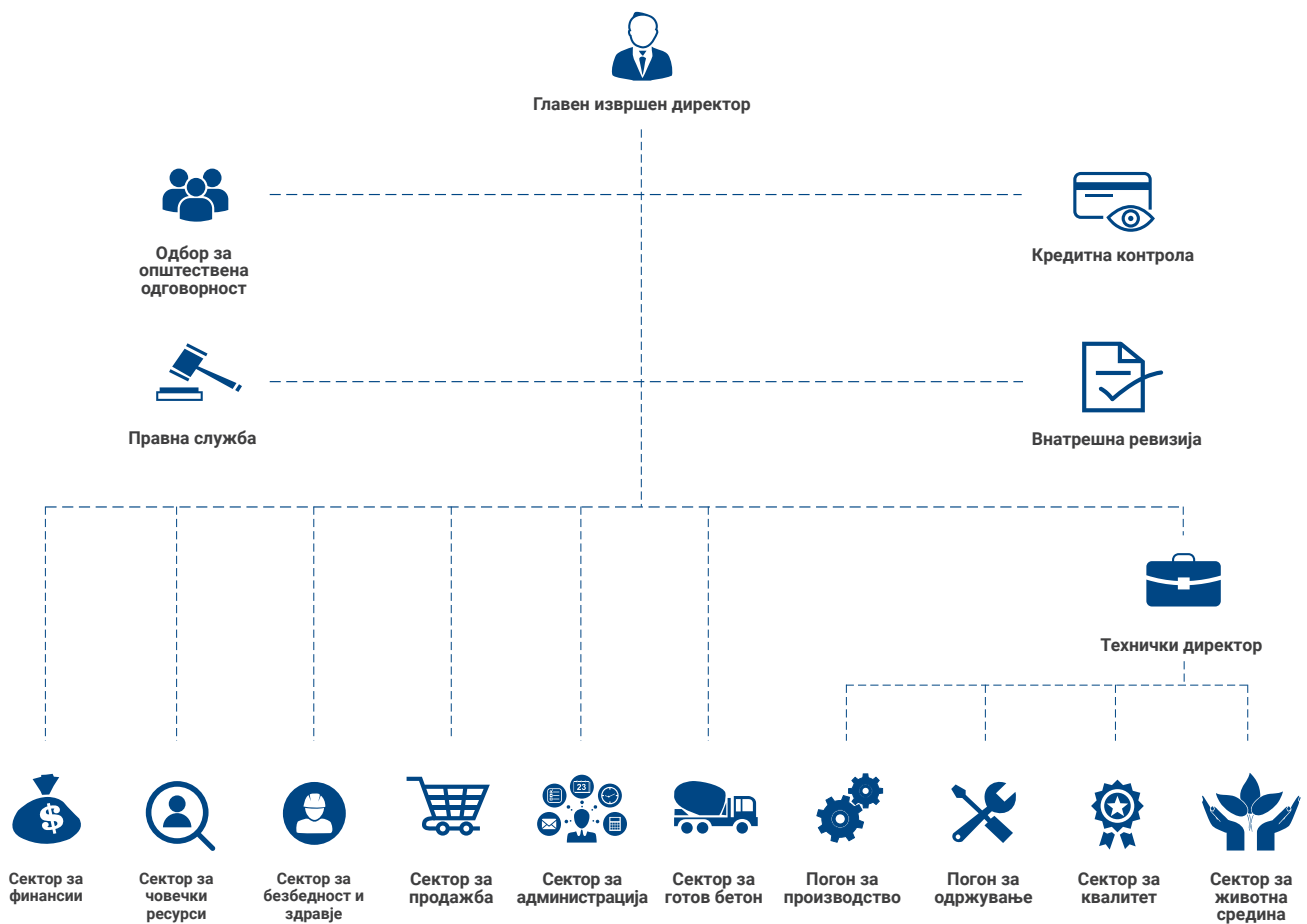 Главен извршен директор
Одбор за
општествена
одговорност
Кредитна контрола
Правна служба
Внатрешна ревизија
Технички директор
$
Сектор за
финансии
Сектор за
човечки
ресурси
Сектор за
безбедност и
здравје
Сектор за
продажба
23
Сектор за
администрација
Сектор за
готов бетон
Погон за
производство
Погон за
одржување
Сектор за
квалитет
Сектор за
животна
средина